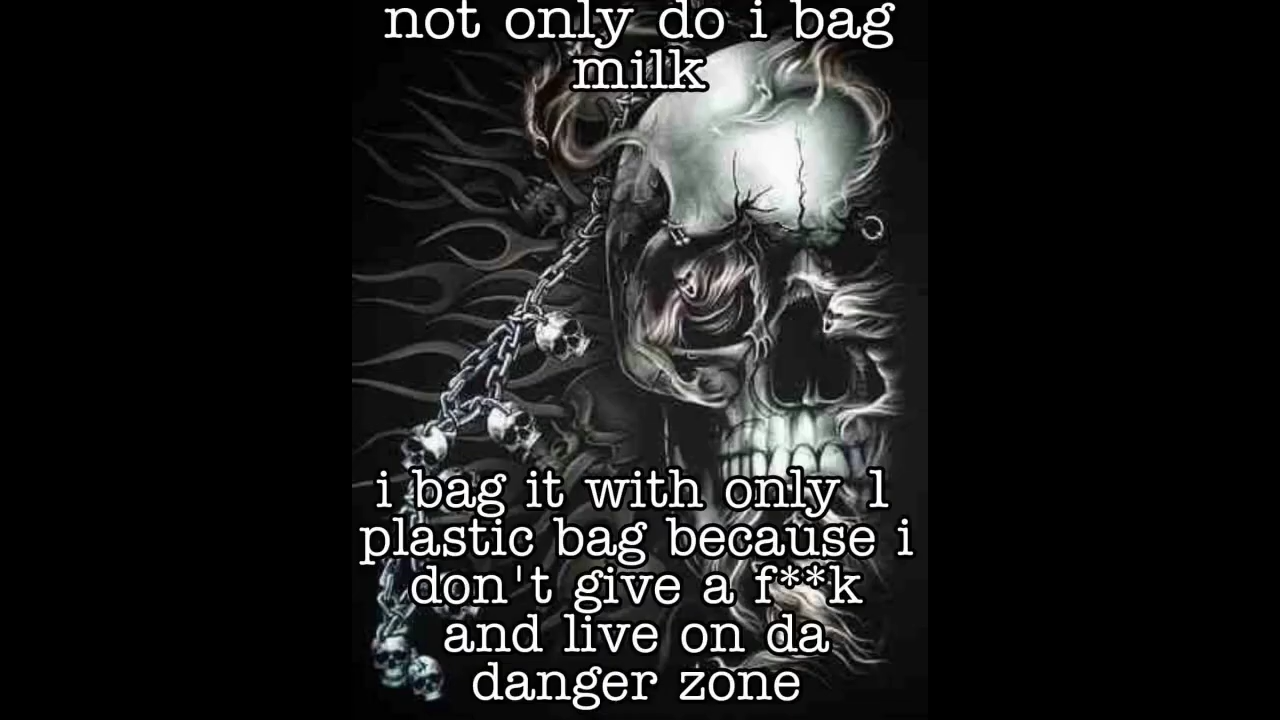 not only do i bag
milk
i bag it with only 1
plastic bag because i
don't give a f**k
and live on da
danger zone